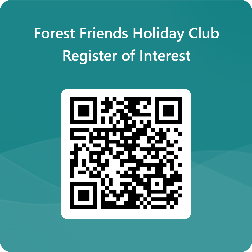 Forest Friends Holiday Club
Register of Interest